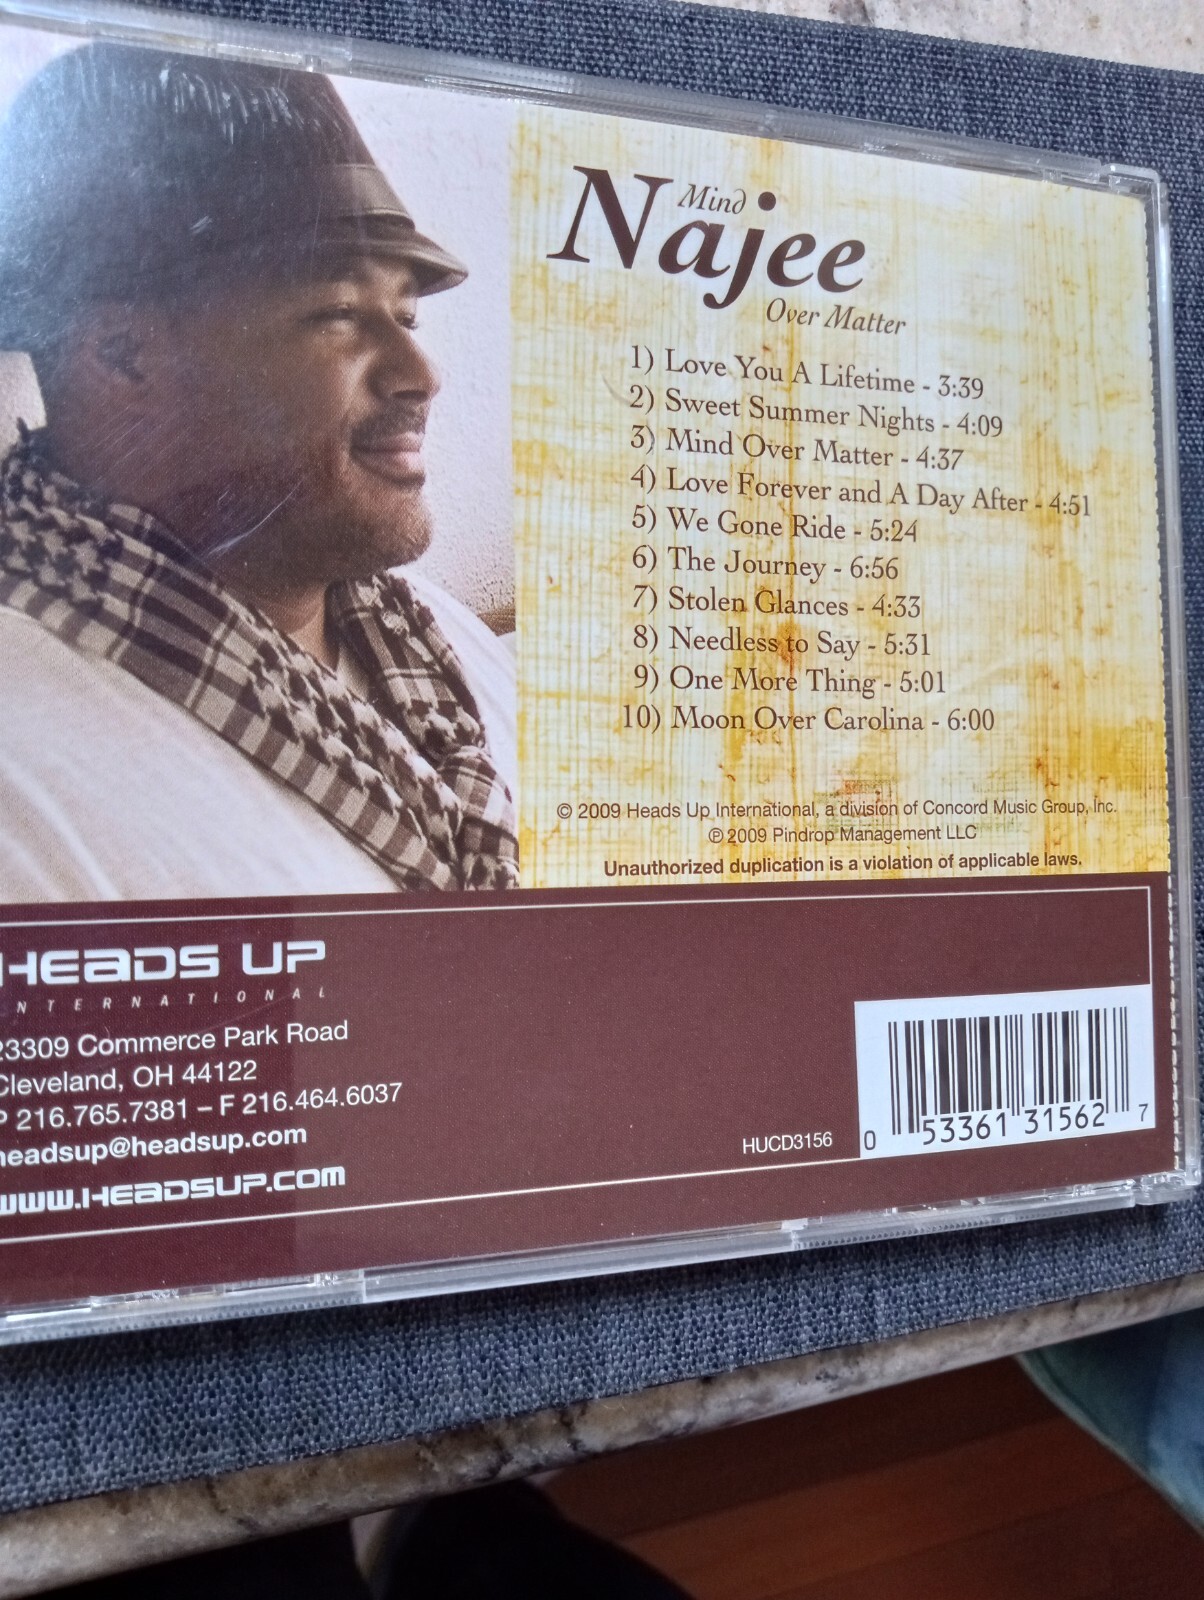 Mind
Najee
Over Matter
1) Love You A Lifetime - 3:39
2) Sweet Summer Nights - 4:09
3) Mind Over Matter - 4:37
4) Love Forever and A Day After - 4:51
5) We Gone Ride - 5:24
6) The Journey - 6:56
7) Stolen Glances - 4:33
8) Needless to Say - 5:31
9) One More Thing - 5:01
10) Moon Over Carolina - 6:00
© 2009 Heads Up International, a division of Concord Music Group, Inc.
℗ 2009 Pindrop Management LLC
Unauthorized duplication is a violation of applicable laws.
HEADS UP
NTERNATIONAL
23309 Commerce Park Road
Cleveland, OH 44122
P 216.765.7381 – F 216.464.6037
headsup@headsup.com
www.HEADSUP.COM
HUCD3156
0 53361 31562 7